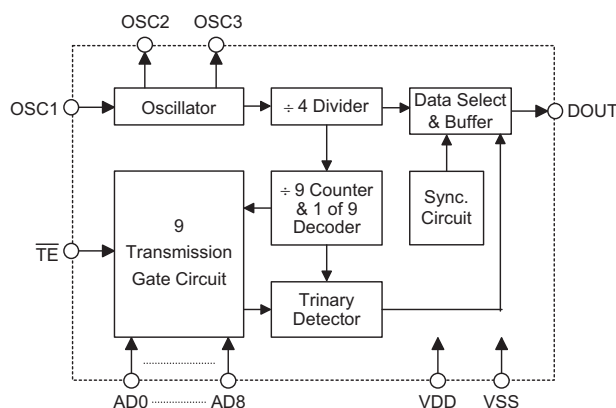 OSC2
OSC3
OSC1
Oscillator
÷ 4 Divider
Data Select
& Buffer
DOUT
÷ 9 Counter
& 1 of 9
Decoder
Sync.
Circuit
TE
9
Transmission
Gate Circuit
Trinary
Detector
AD0
AD8
VDD
VSS